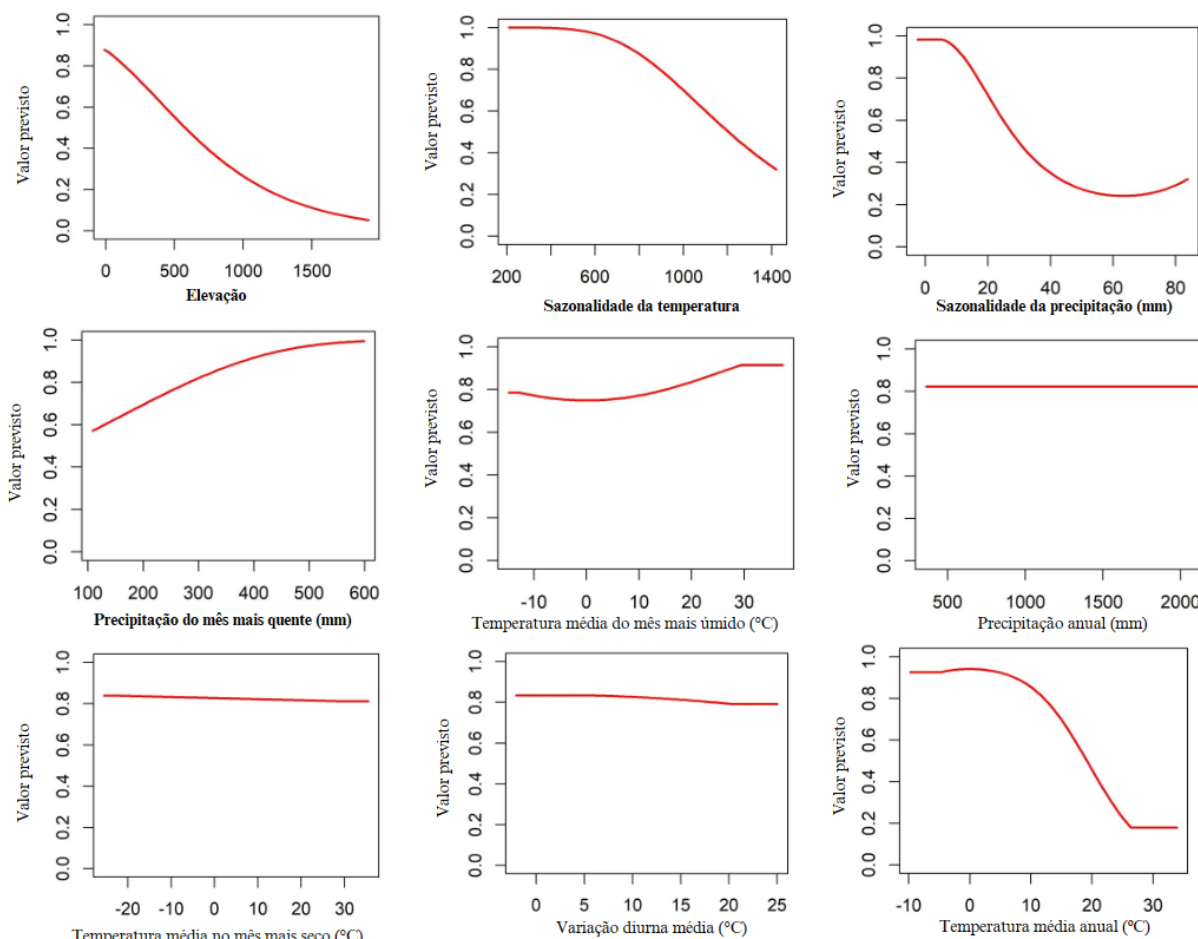 Valor previsto
0.0 0.2 0.4 0.6 0.8 1.0
0 500 1000 1500
Elevação
Valor previsto
0.0 0.2 0.4 0.6 0.8 1.0
200 600 1000 1400
Sazonalidade da temperatura
Valor previsto
0.0 0.2 0.4 0.6 0.8 1.0
0 20 40 60 80
Sazonalidade da precipitação (mm)
Valor previsto
0.0 0.2 0.4 0.6 0.8 1.0
100 200 300 400 500 600
Precipitação do mês mais quente (mm)
Valor previsto
0.0 0.2 0.4 0.6 0.8 1.0
-10 0 10 20 30
Temperatura média do mês mais úmido (°C)
Valor previsto
0.0 0.2 0.4 0.6 0.8 1.0
500 1000 1500 2000
Precipitação anual (mm)
Valor previsto
0.0 0.2 0.4 0.6 0.8 1.0
-20 -10 0 10 20 30
Temperatura média no mês mais seco (°C)
Valor previsto
0.0 0.2 0.4 0.6 0.8 1.0
0 5 10 15 20 25
Variação diurna média (°C)
Valor previsto
0.0 0.2 0.4 0.6 0.8 1.0
-10 0 10 20 30
Temperatura média anual (°C)